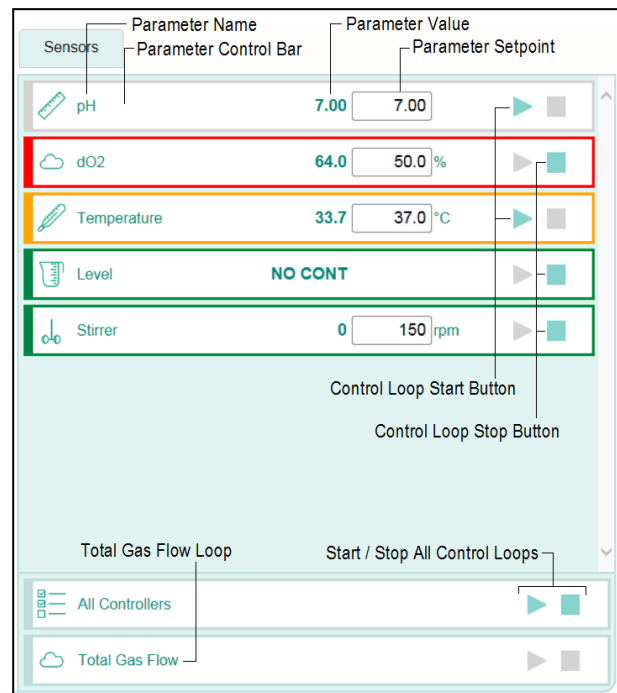 Parameter Name
Parameter Value
Sensors
Parameter Control Bar
Parameter Setpoint
pH 7.00 7.00
dO2 64.0 50.0 %
Temperature 33.7 37.0 °C
Level NO CONT
Stirrer 0 150 rpm
Control Loop Start Button
Control Loop Stop Button
Total Gas Flow Loop
Start / Stop All Control Loops
All Controllers
Total Gas Flow